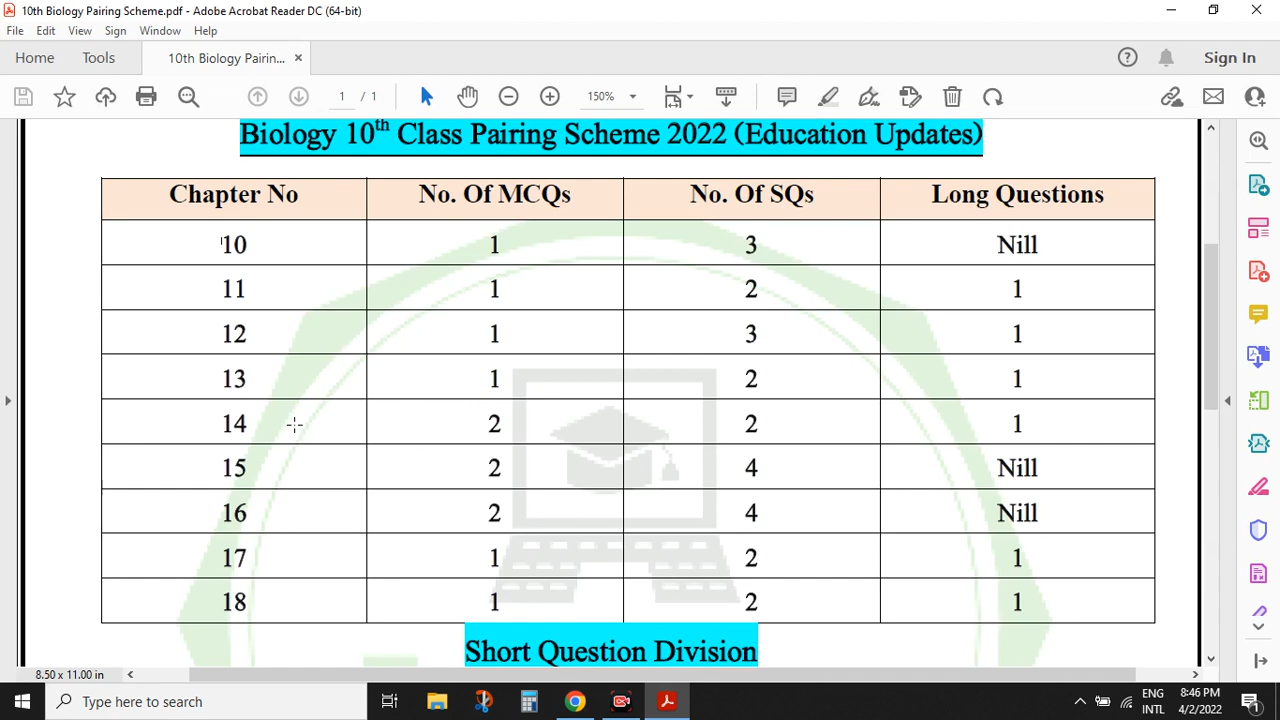 10th Biology Pairing Scheme.pdf - Adobe Acrobat Reader DC (64-bit)
File Edit View Sign Window Help
Home Tools 10th Biology Pairin... Sign In
1 / 1 150%
Biology 10th Class Pairing Scheme 2022 (Education Updates)
Chapter No No. Of MCQs No. Of SQs Long Questions
10 1 3 Nill
11 1 2 1
12 1 3 1
13 1 2 1
14 2 2 1
15 2 4 Nill
16 2 4 Nill
17 1 2 1
18 1 2 1
Short Question Division
8.50 x 11.00 in
Type here to search
ENG 8:46 PM
INTL 4/2/2022
1